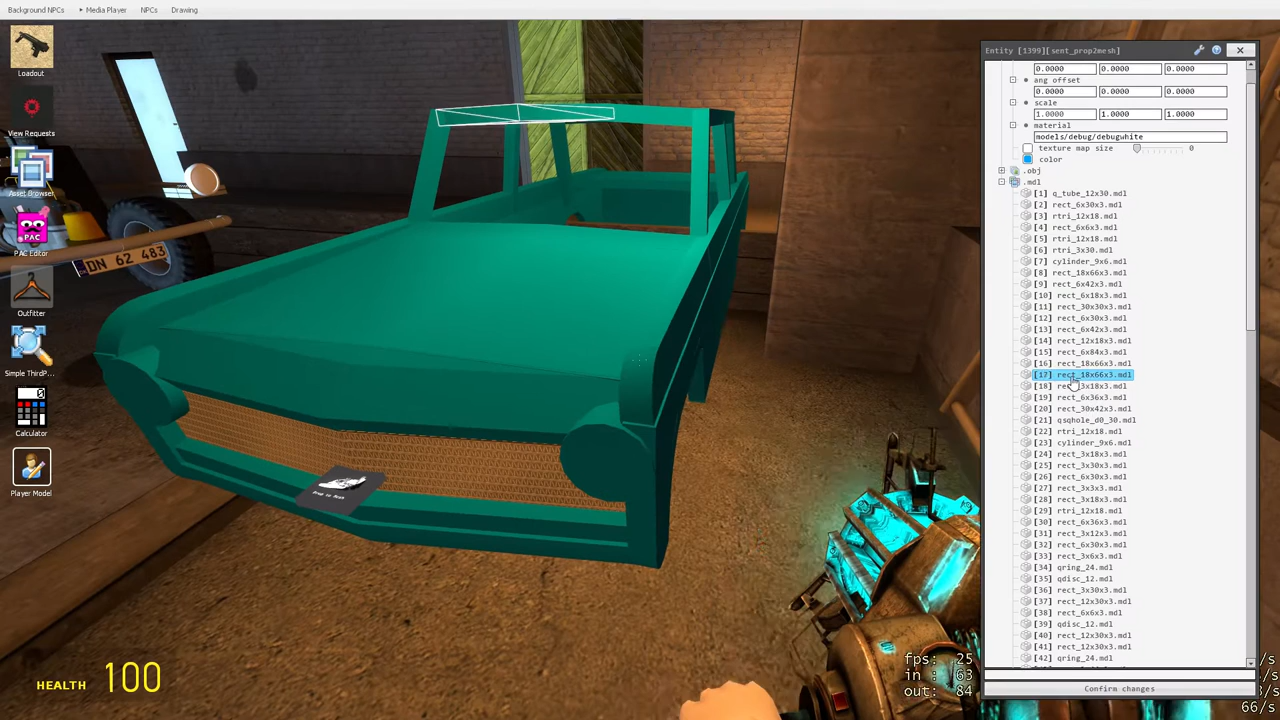 Background NPCs
Media Player
NPCs
Drawing
Loadout
View Requests
Asset Browser
PAC
PAC Editor
Outfitter
Simple ThirdP...
0
Calculator
Player Model
DN 62 483
Prop to Mesh
HEALTH 100
fps: 25
in : 63
out: 84
Entity [1399][sent_prop2mesh]
0.0000 0.0000 0.0000
ang offset
0.0000 0.0000 0.0000
scale
1.0000 1.0000 1.0000
material
models/debug/debugwhite
texture map size 0
color
.obj
.mdl
[1] q_tube_12x30.mdl
[2] rect_6x30x3.mdl
[3] rtri_12x18.mdl
[4] rect_6x6x3.mdl
[5] rtri_12x18.mdl
[6] rtri_3x30.mdl
[7] cylinder_9x6.mdl
[8] rect_18x66x3.mdl
[9] rect_6x42x3.mdl
[10] rect_6x18x3.mdl
[11] rect_30x30x3.mdl
[12] rect_6x30x3.mdl
[13] rect_6x42x3.mdl
[14] rect_12x18x3.mdl
[15] rect_6x84x3.mdl
[16] rect_18x66x3.mdl
[17] rect_18x66x3.mdl
[18] rect_3x18x3.mdl
[19] rect_6x36x3.mdl
[20] rect_30x42x3.mdl
[21] qsqhole_d0_30.mdl
[22] rtri_12x18.mdl
[23] cylinder_9x6.mdl
[24] rect_3x18x3.mdl
[25] rect_3x30x3.mdl
[26] rect_6x30x3.mdl
[27] rect_3x3x3.mdl
[28] rect_3x18x3.mdl
[29] rtri_12x18.mdl
[30] rect_6x36x3.mdl
[31] rect_3x12x3.mdl
[32] rect_6x30x3.mdl
[33] rect_3x6x3.mdl
[34] qring_24.mdl
[35] qdisc_12.mdl
[36] rect_3x30x3.mdl
[37] rect_12x30x3.mdl
[38] rect_6x6x3.mdl
[39] qdisc_12.mdl
[40] rect_12x30x3.mdl
[41] rect_12x30x3.mdl
[42] qring_24.mdl
Confirm changes
/s
/s
66/s